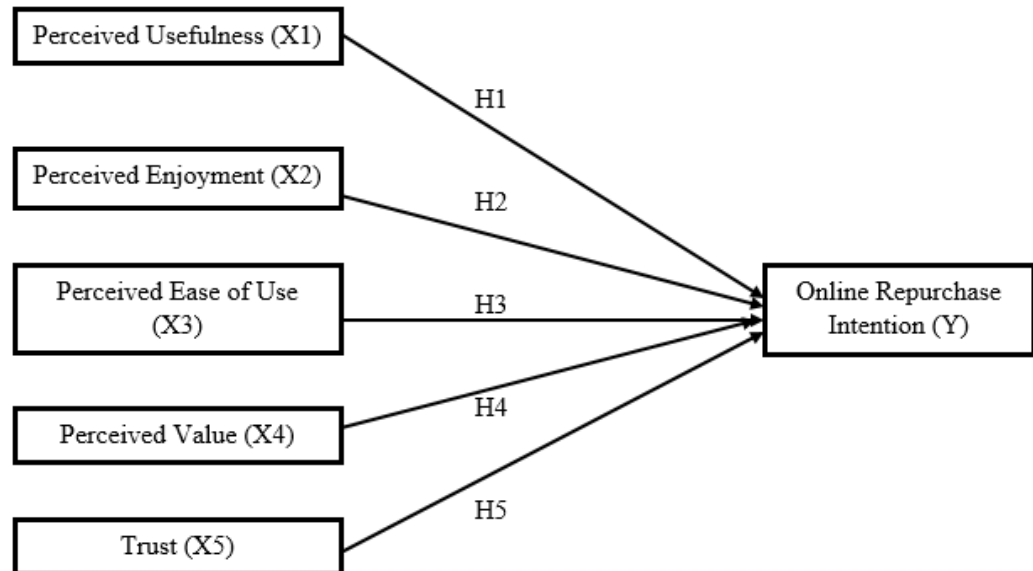 Perceived Usefulness (X1)
H1
Perceived Enjoyment (X2)
H2
Perceived Ease of Use
(X3)
H3
Online Repurchase
Intention (Y)
Perceived Value (X4)
H4
Trust (X5)
H5